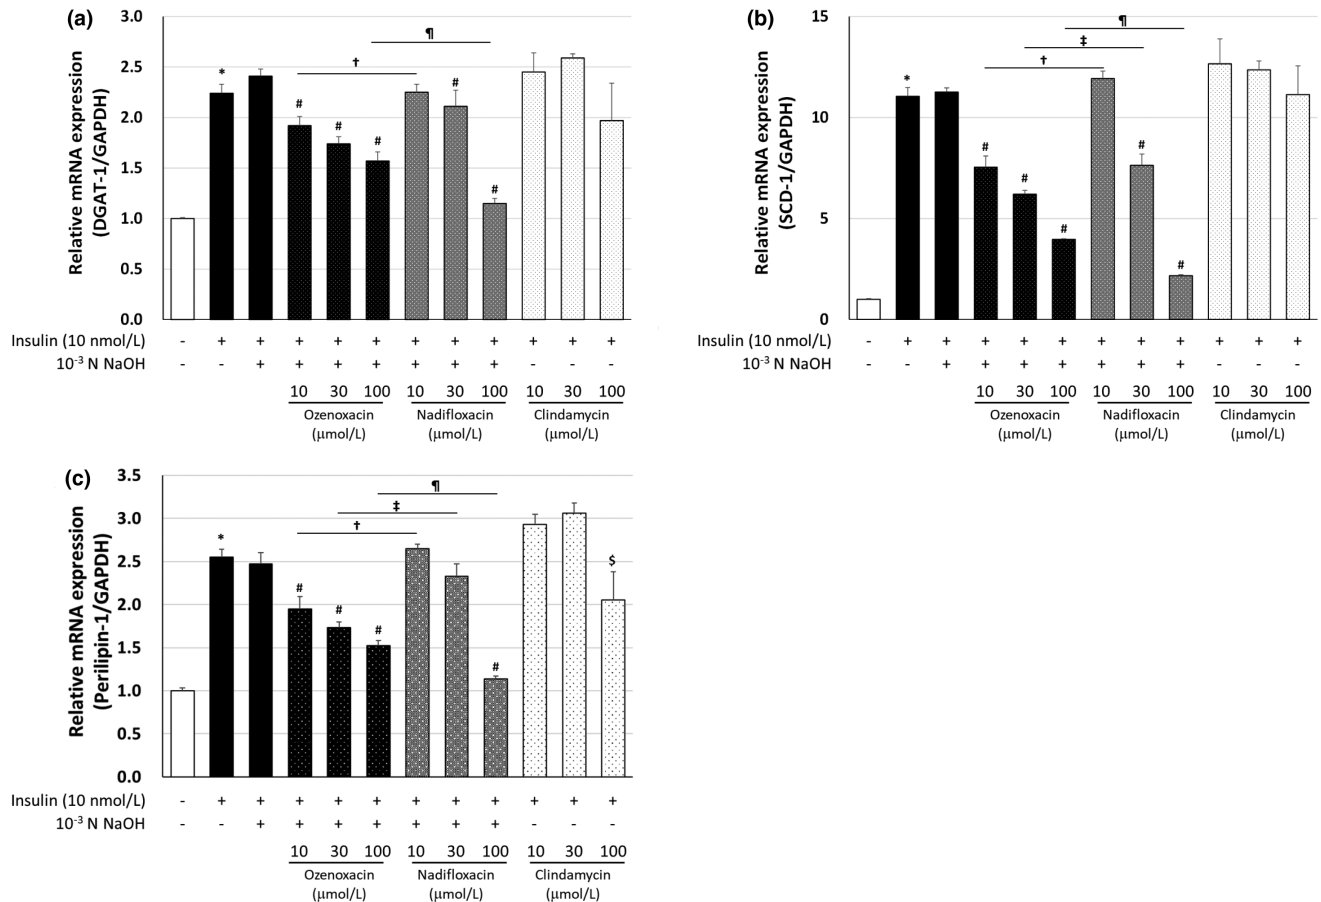 (a)
Relative mRNA expression
(DGAT-1/GAPDH)
3.0
2.5
2.0
1.5
1.0
0.5
0.0
¶
†
* # # # # #
Insulin (10 nmol/L) - + + + + + + + + + + +
10⁻³ N NaOH - - + + + + + + + - - -
10 30 100 10 30 100 10 30 100
Ozenoxacin Nadifloxacin Clindamycin
(μmol/L) (μmol/L) (μmol/L)
(b)
Relative mRNA expression
(SCD-1/GAPDH)
15
10
5
0
¶
‡
†
* # # # # #
Insulin (10 nmol/L) - + + + + + + + + + + +
10⁻³ N NaOH - - + + + + + + + - - -
10 30 100 10 30 100 10 30 100
Ozenoxacin Nadifloxacin Clindamycin
(μmol/L) (μmol/L) (μmol/L)
(c)
Relative mRNA expression
(Perilipin-1/GAPDH)
3.5
3.0
2.5
2.0
1.5
1.0
0.5
0.0
¶
‡
†
* # # # # $
Insulin (10 nmol/L) - + + + + + + + + + + +
10⁻³ N NaOH - - + + + + + + + - - -
10 30 100 10 30 100 10 30 100
Ozenoxacin Nadifloxacin Clindamycin
(μmol/L) (μmol/L) (μmol/L)